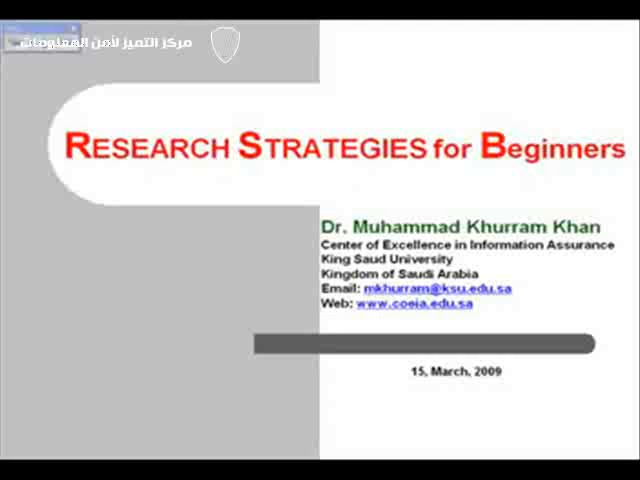 مركز التميز لأمن المعلومات
RESEARCH STRATEGIES for Beginners
Dr. Muhammad Khurram Khan
Center of Excellence in Information Assurance
King Saud University
Kingdom of Saudi Arabia
Email: mkhurram@ksu.edu.sa
Web: www.coeia.edu.sa
15, March, 2009